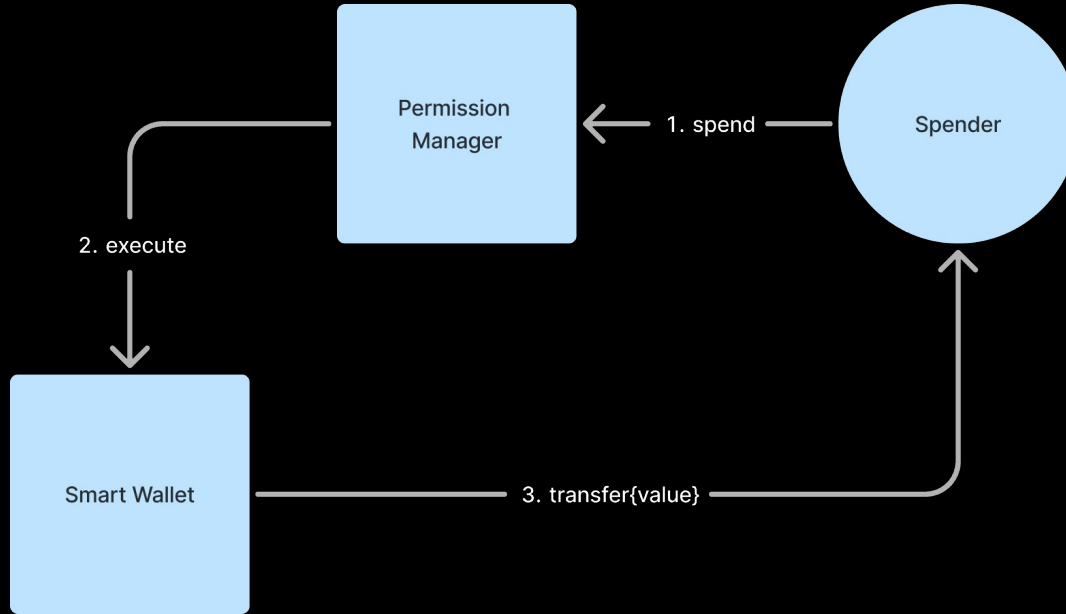 Permission
Manager
1. spend
Spender
2. execute
Smart Wallet
3. transfer{value}